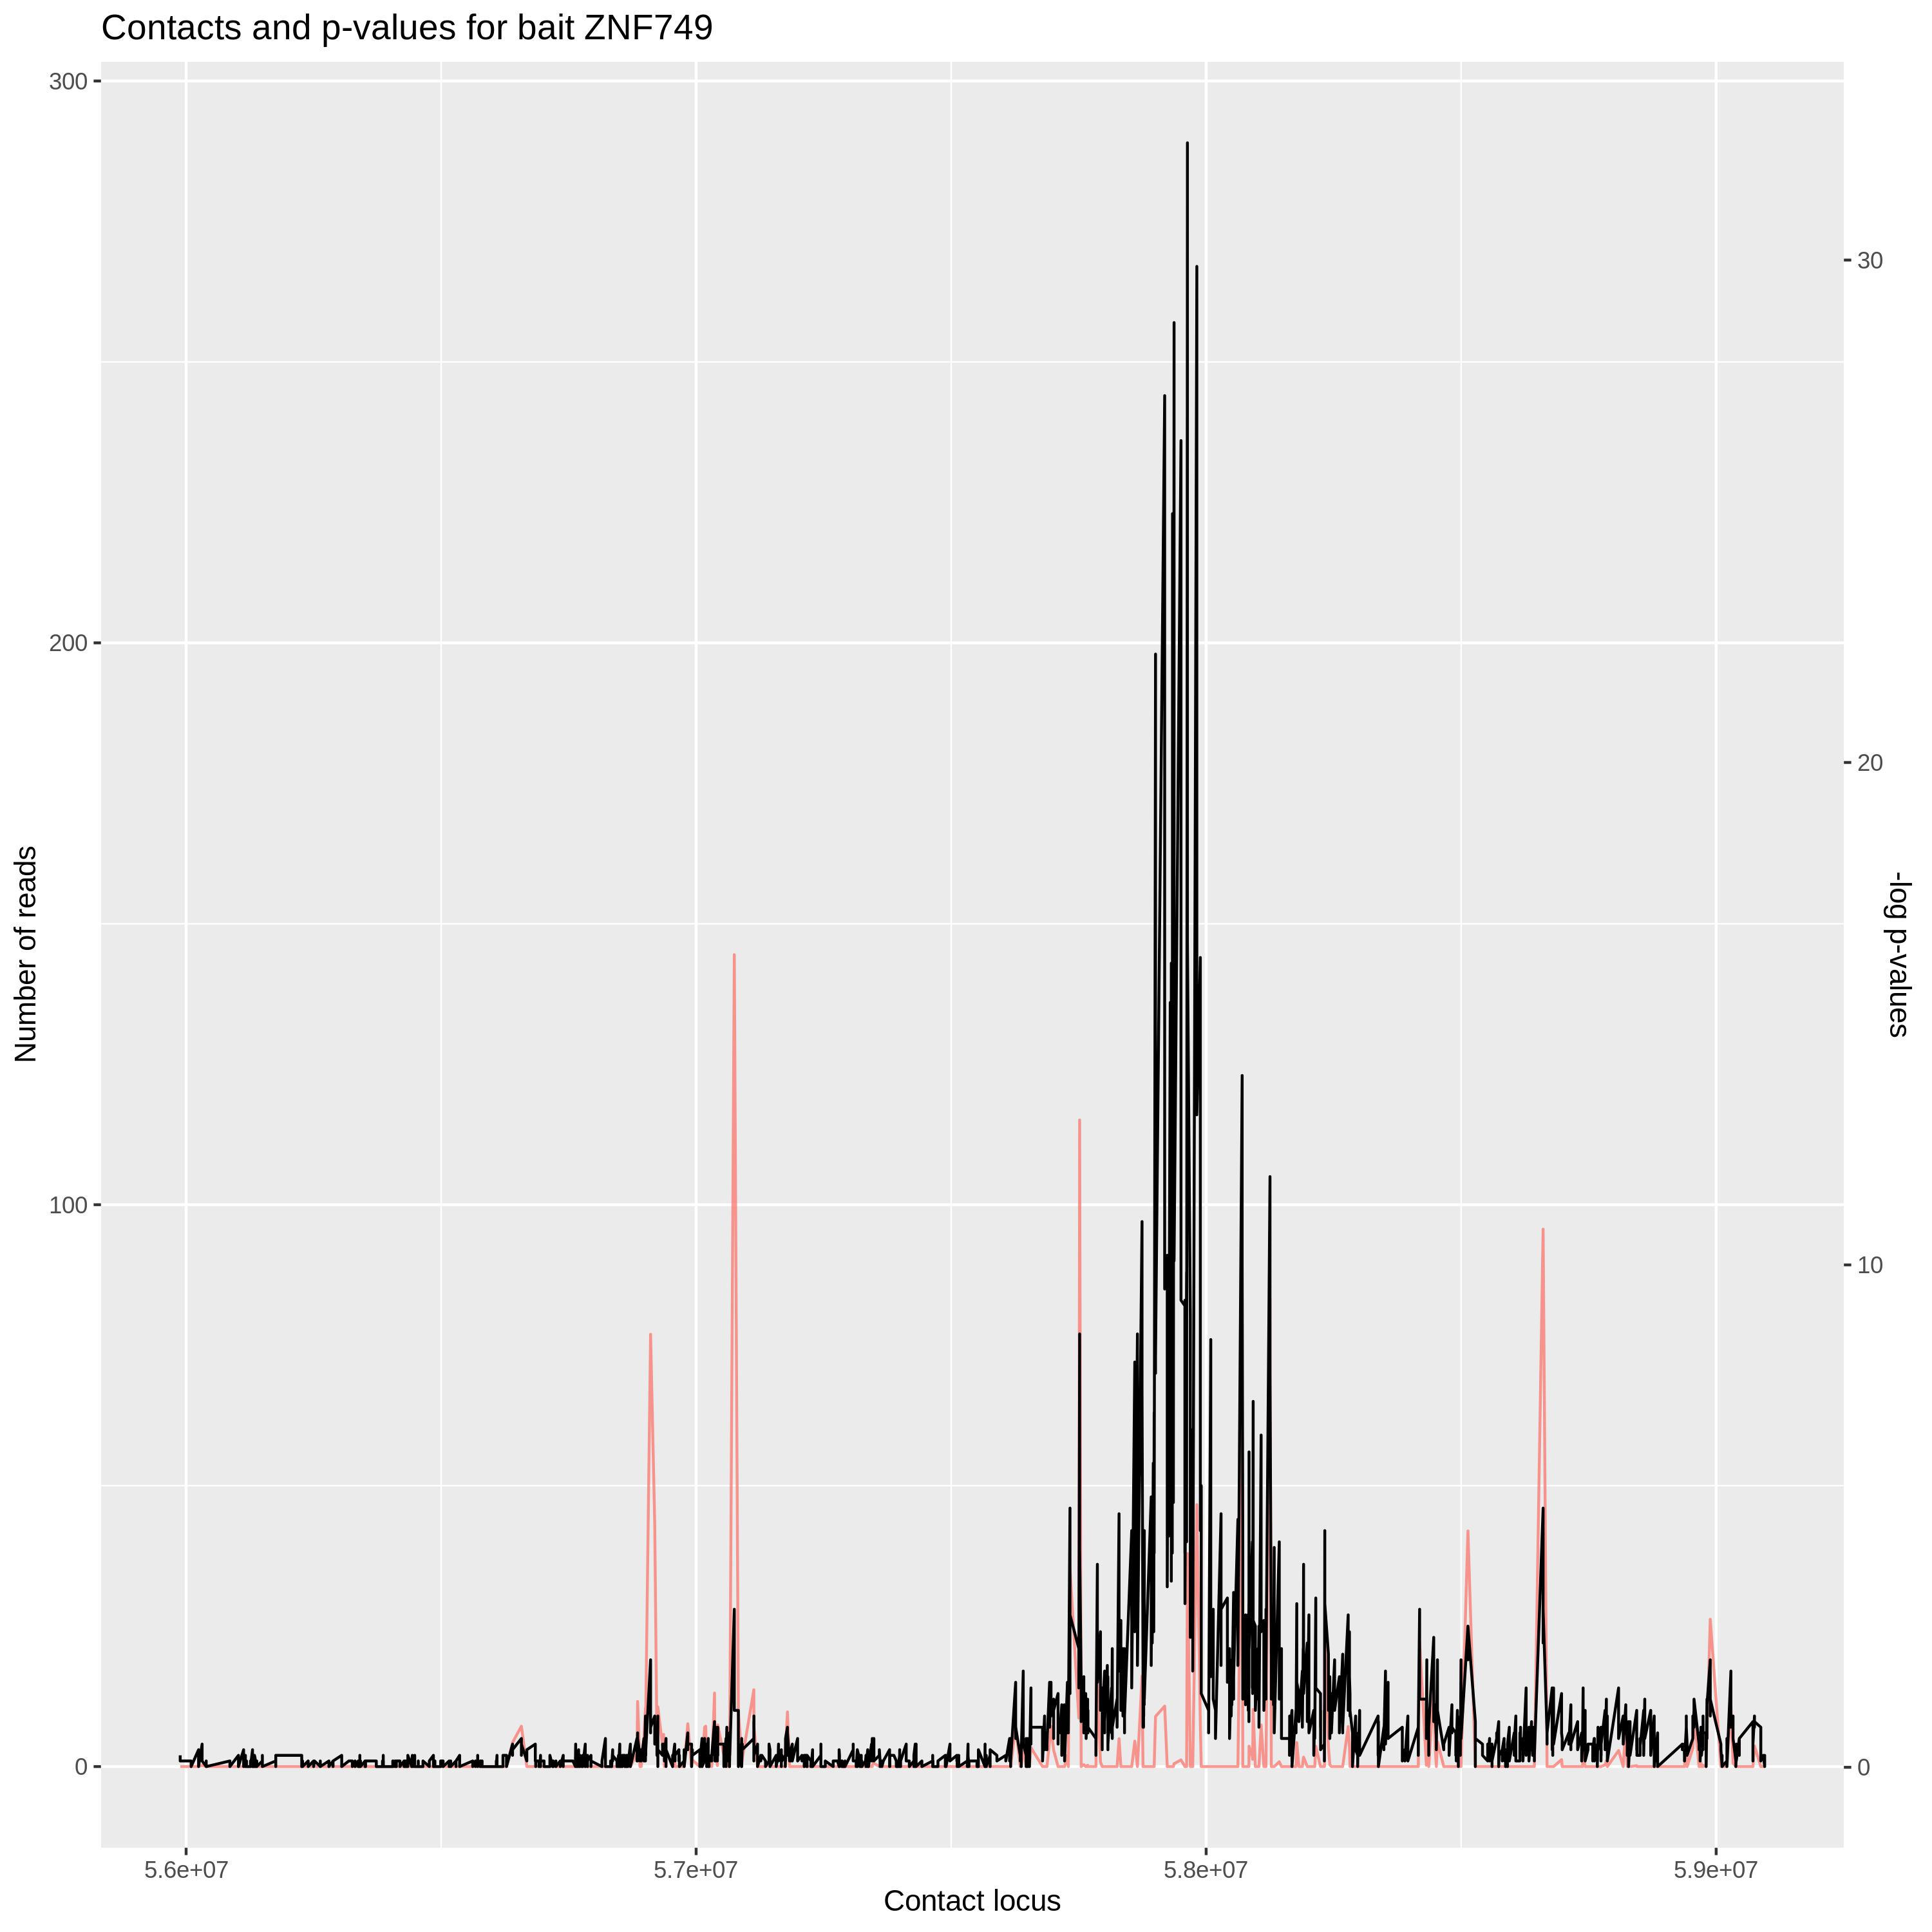 Contacts and p-values for bait ZNF749
300
200
100
0
Number of reads
30
20
10
0
-log p-values
5.6e+07
5.7e+07
5.8e+07
5.9e+07
Contact locus